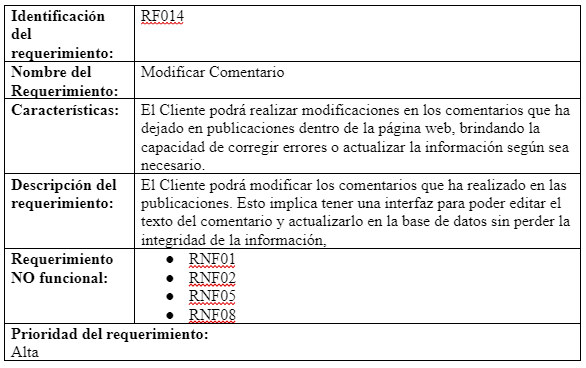 Identificación RF014
del
requerimiento:
Nombre del Modificar Comentario
Requerimiento:
Características: El Cliente podrá realizar modificaciones en los comentarios que ha
dejado en publicaciones dentro de la página web, brindando la
capacidad de corregir errores o actualizar la información según sea
necesario.
Descripción del El Cliente podrá modificar los comentarios que ha realizado en las
requerimiento: publicaciones. Esto implica tener una interfaz para poder editar el
texto del comentario y actualizarlo en la base de datos sin perder la
integridad de la información,
Requerimiento ● RNF01
NO funcional: ● RNF02
● RNF05
● RNF08
Prioridad del requerimiento:
Alta